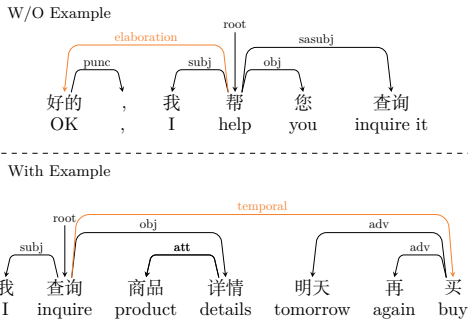 W/O Example
root
elaboration
sasubj
punc
subj
obj
好的 , 我 帮 您 查询
OK , I help you inquire it
With Example
temporal
root
obj
adv
subj
att
adv
我 查询 商品 详情 明天 再 买
I inquire product details tomorrow again buy